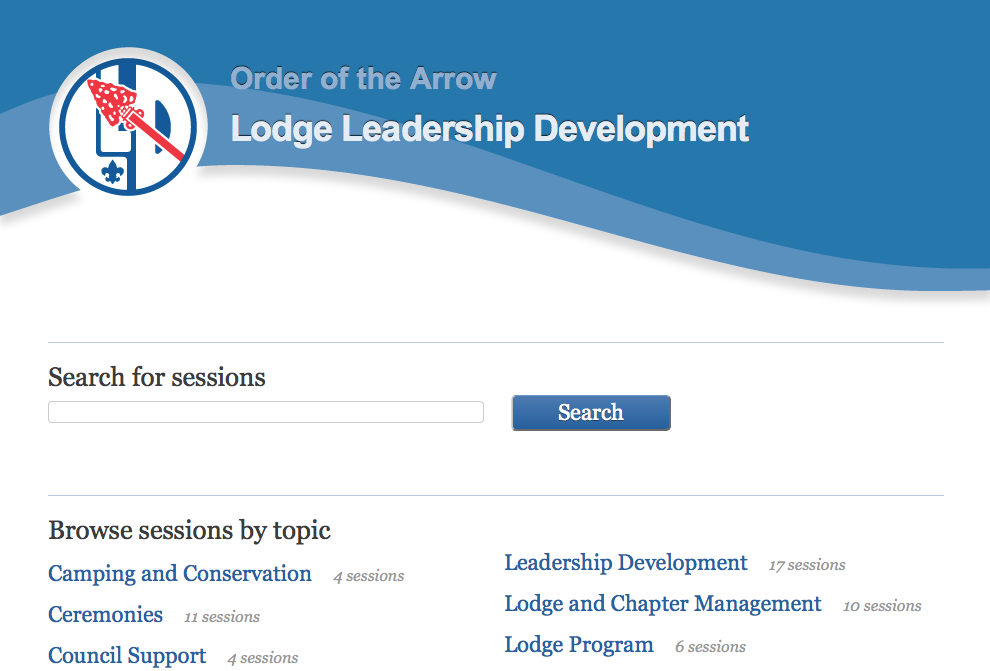 Order of the Arrow
Lodge Leadership Development
Search for sessions
Search
Browse sessions by topic
Camping and Conservation 4 sessions
Ceremonies 11 sessions
Council Support 4 sessions
Leadership Development 17 sessions
Lodge and Chapter Management 10 sessions
Lodge Program 6 sessions